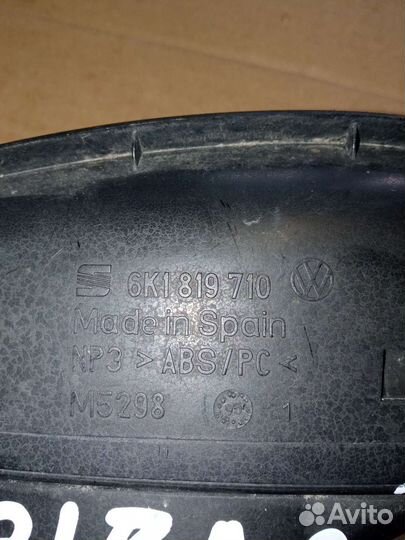 6K1 819 710
Made in Spain
NP3 > ABS/PC <
M5298 1
Avito